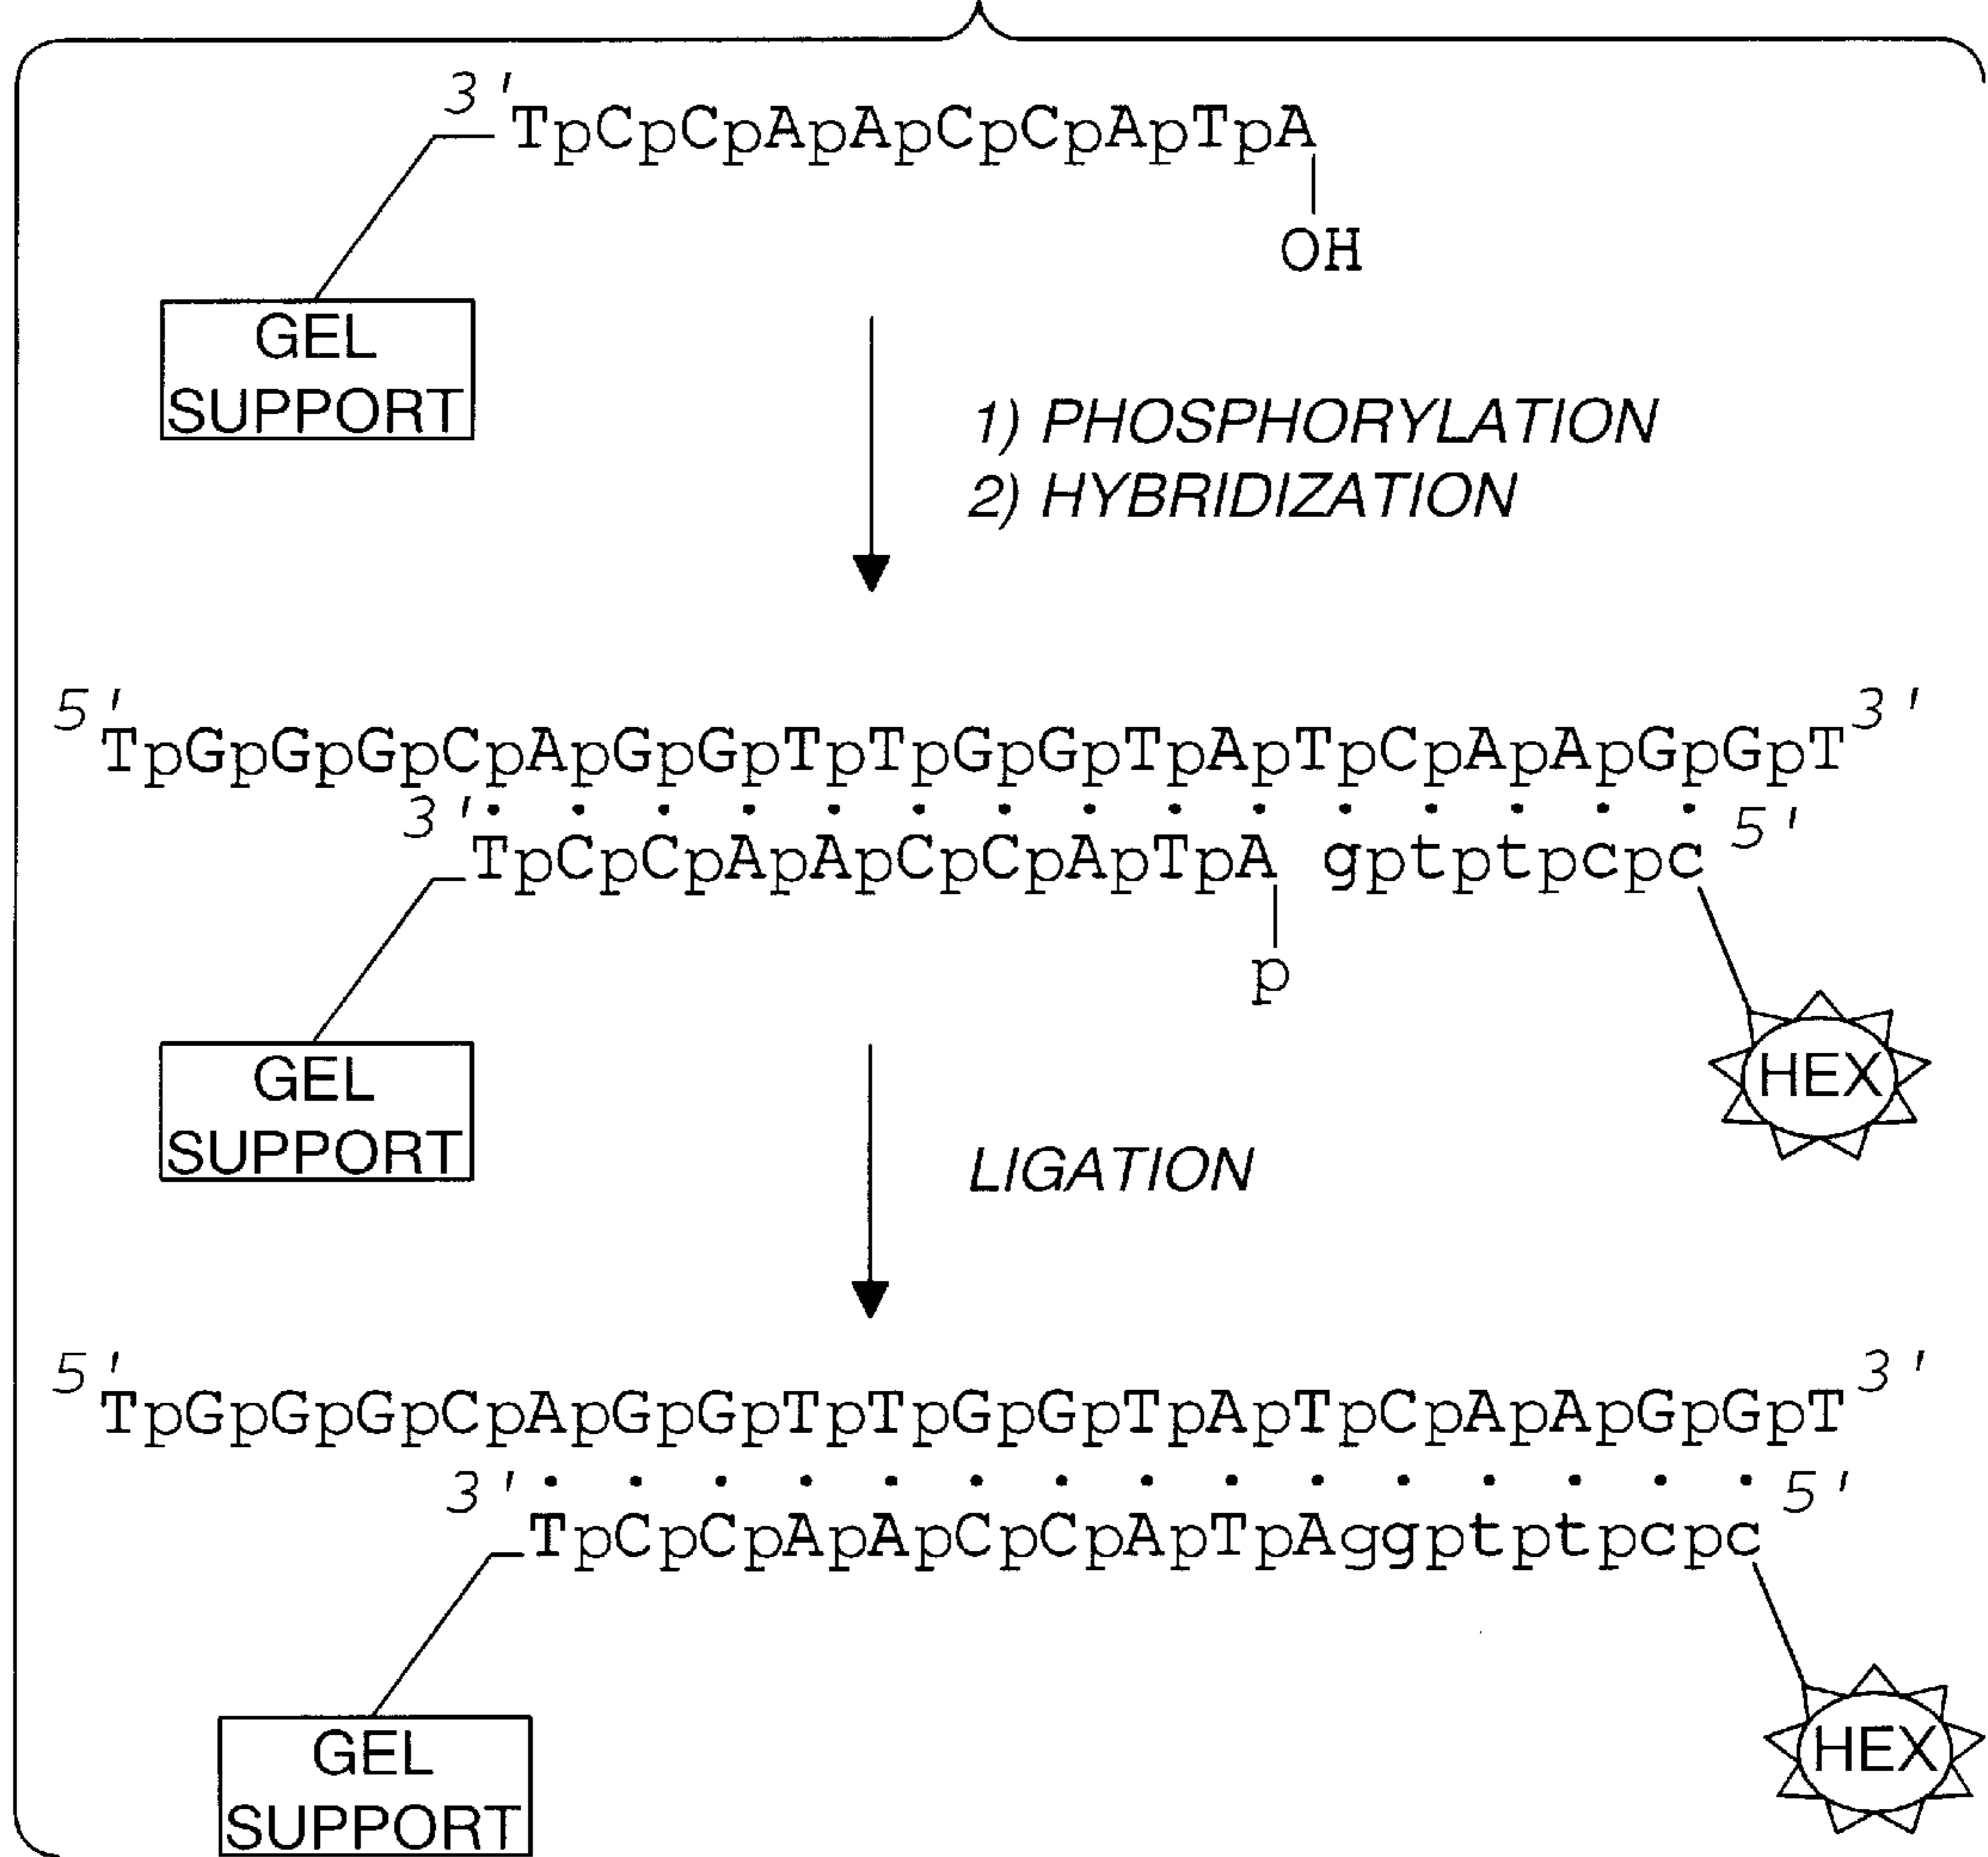 3'
TpCpCpApApCpCpApTpA
OH
GEL
SUPPORT
1) PHOSPHORYLATION
2) HYBRIDIZATION
5' TpGpGpGpCpApGpGpTpTpGpGpTpApTpCpApApGpGpT 3'
3' TpCpCpApApCpCpApTpA gptptpcpc 5'
p
GEL
SUPPORT
HEX
LIGATION
5' TpGpGpGpCpApGpGpTpTpGpGpTpApTpCpApApGpGpT 3'
3' TpCpCpApApCpCpApTpAggptptpcpc 5'
GEL
SUPPORT
HEX